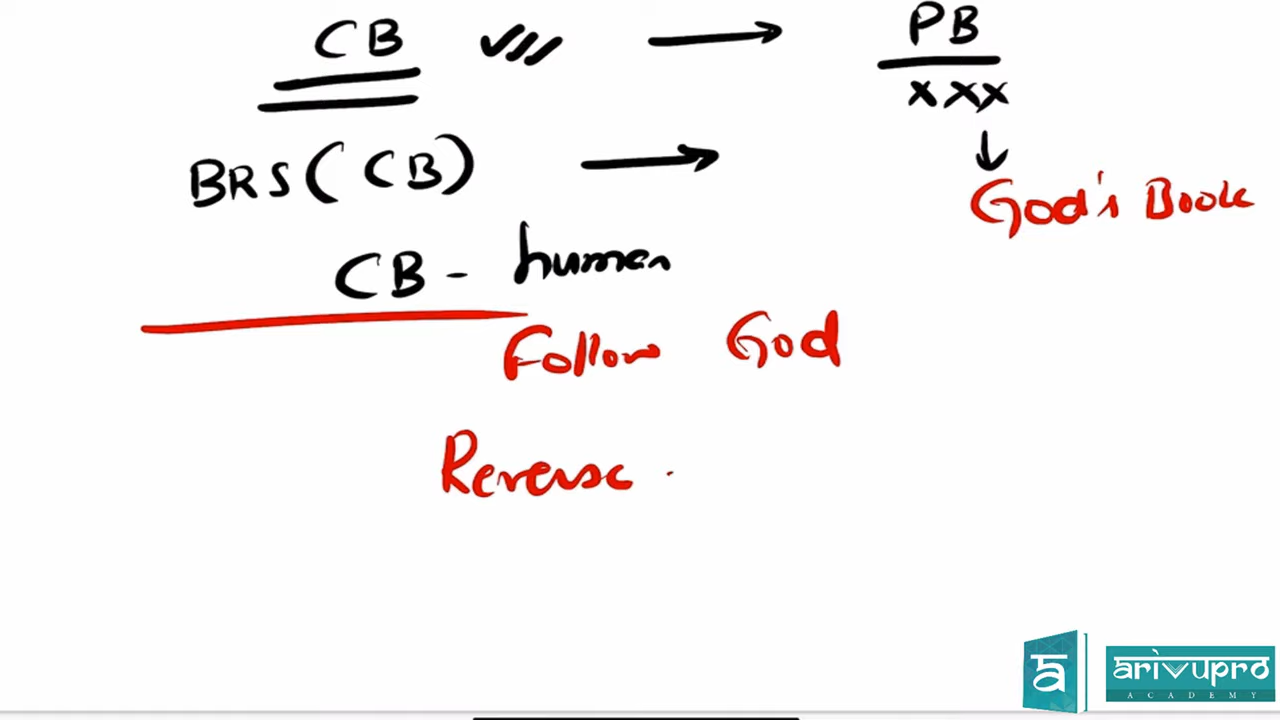 CB → PB
xxx
BRS (CB) →
God's Book
CB - human
Follow God
Reverse
ā arivupro
ACADEMY